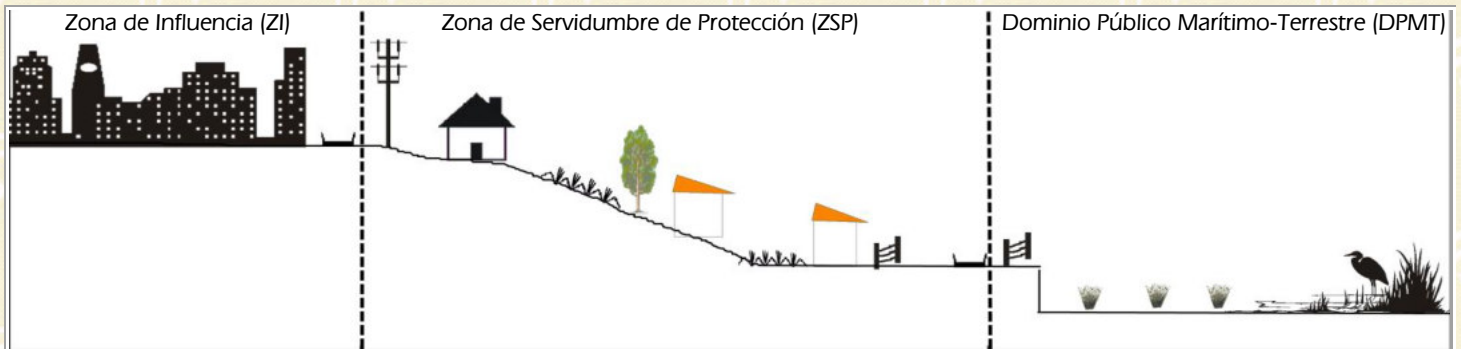 Zona de Influencia (ZI)
Zona de Servidumbre de Protección (ZSP)
Dominio Público Marítimo-Terrestre (DPMT)